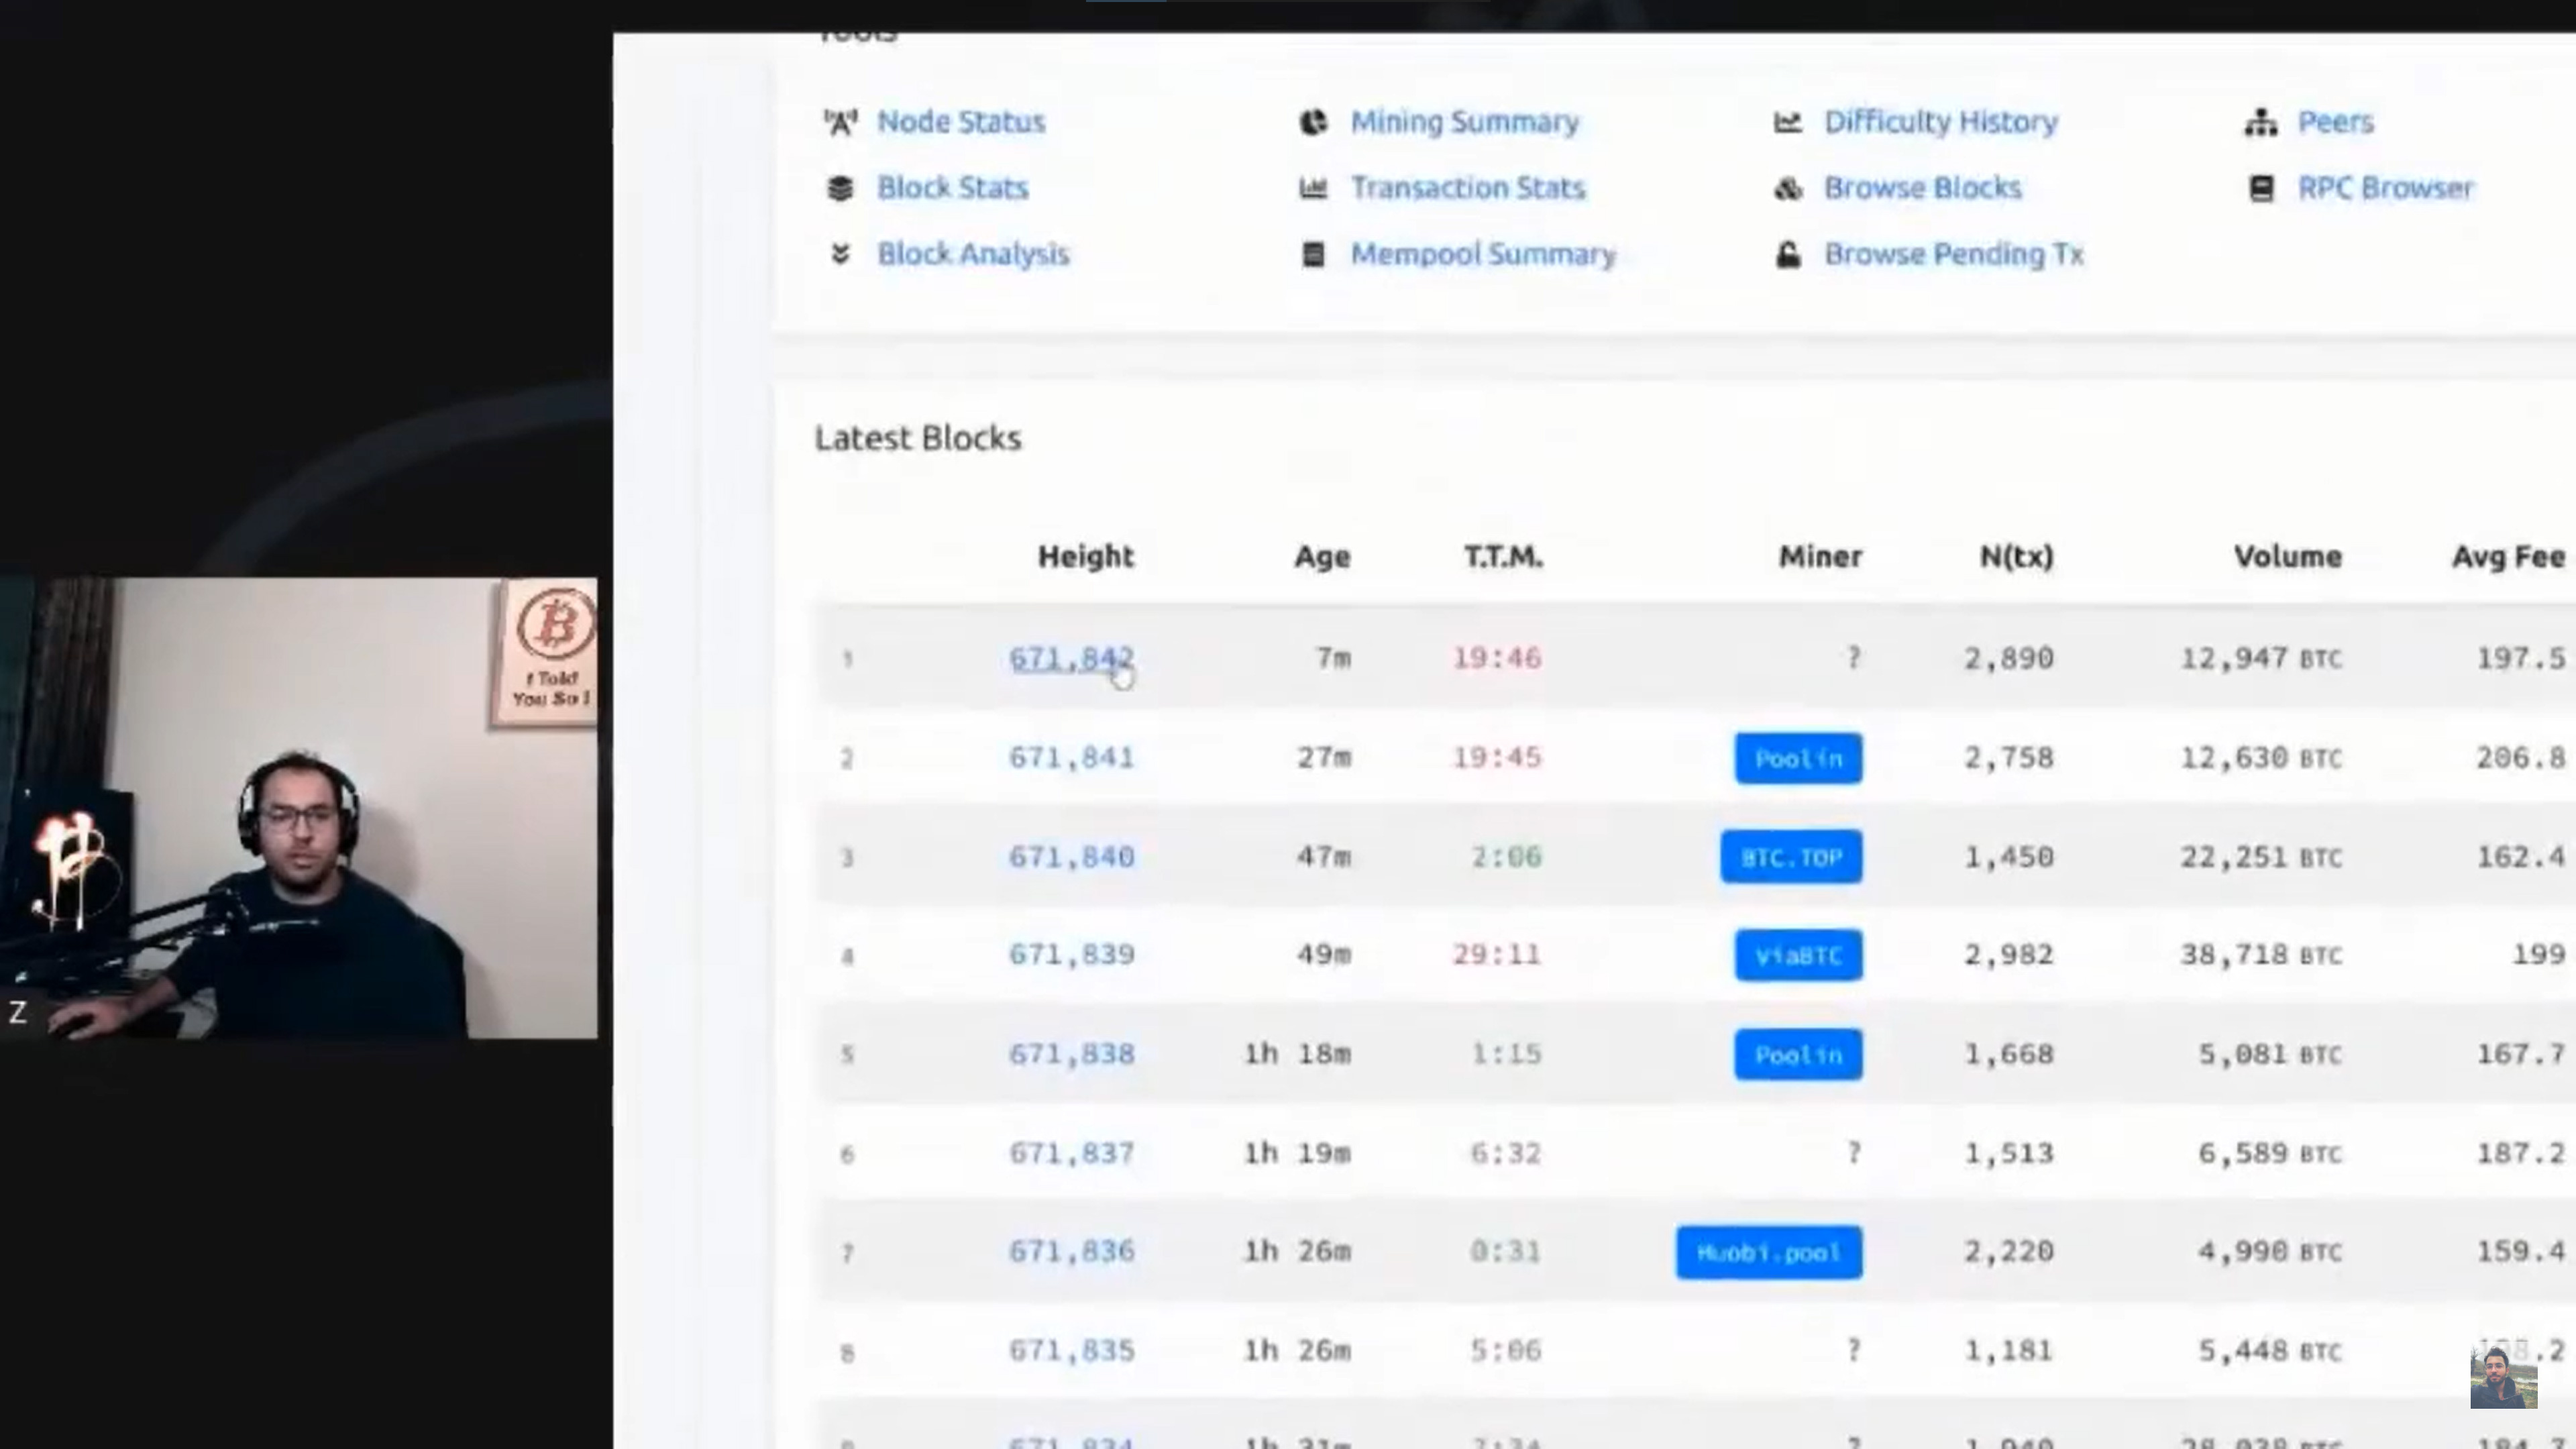 Tools
Node Status Mining Summary Difficulty History Peers
Block Stats Transaction Stats Browse Blocks RPC Browser
Block Analysis Mempool Summary Browse Pending Tx
Latest Blocks
Height Age T.T.M. Miner N(tx) Volume Avg Fee
1 671,842 7m 19:46 ? 2,890 12,947 BTC 197.5
2 671,841 27m 19:45 Poolin 2,758 12,630 BTC 206.8
3 671,840 47m 2:06 BTC.TOP 1,450 22,251 BTC 162.4
4 671,839 49m 29:11 ViaBTC 2,982 38,718 BTC 199
5 671,838 1h 18m 1:15 Poolin 1,668 5,081 BTC 167.7
6 671,837 1h 19m 6:32 ? 1,513 6,589 BTC 187.2
7 671,836 1h 26m 0:31 Huobi.pool 2,220 4,990 BTC 159.4
8 671,835 1h 26m 5:06 ? 1,181 5,448 BTC
671,834 1h 31m ?
I Told
You So!
Z